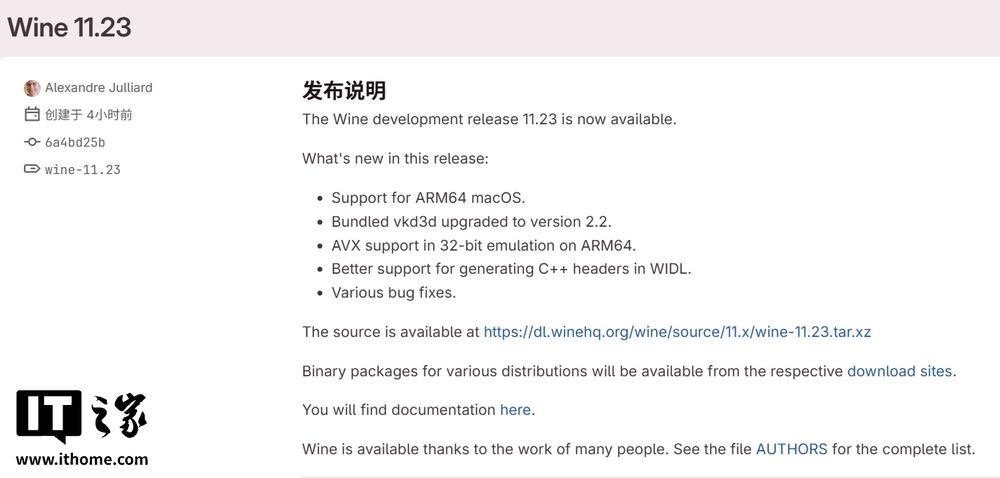 Wine 11.23
Alexandre Julliard
创建于 4小时前
6a4bd25b
wine-11.23
发布说明
The Wine development release 11.23 is now available.
What's new in this release:
• Support for ARM64 macOS.
• Bundled vkd3d upgraded to version 2.2.
• AVX support in 32-bit emulation on ARM64.
• Better support for generating C++ headers in WIDL.
• Various bug fixes.
The source is available at https://dl.winehq.org/wine/source/11.x/wine-11.23.tar.xz
Binary packages for various distributions will be available from the respective download sites.
You will find documentation here.
Wine is available thanks to the work of many people. See the file AUTHORS for the complete list.
IT之家
www.ithome.com